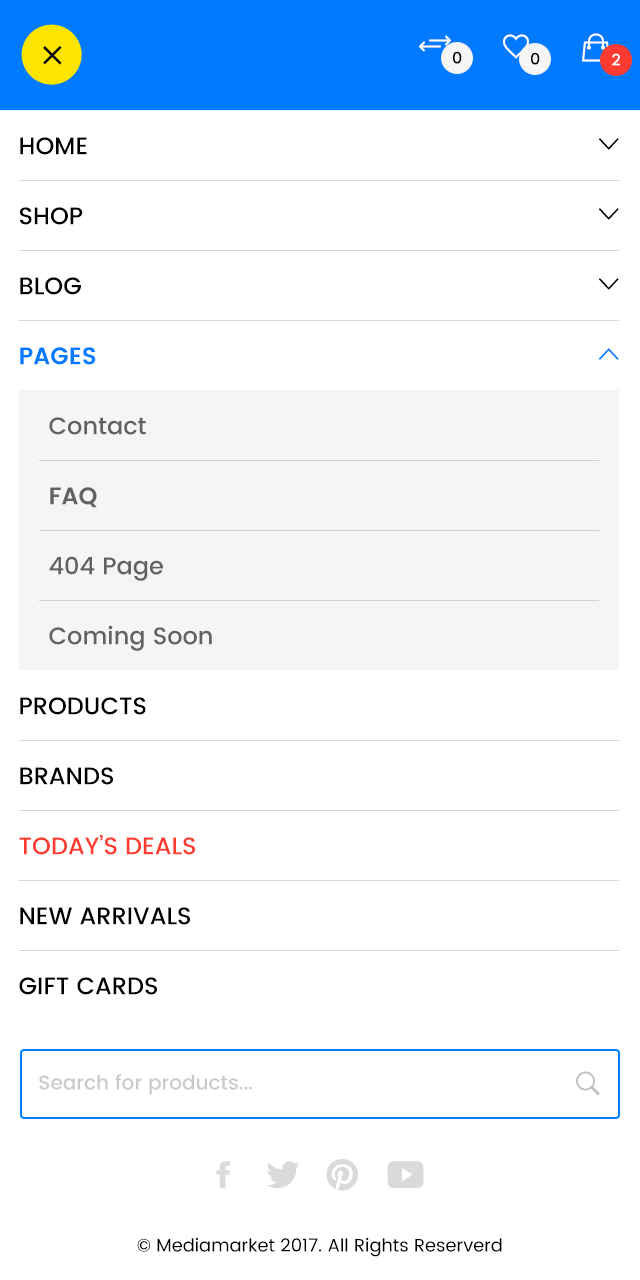 0
0
2
HOME
SHOP
BLOG
PAGES
Contact
FAQ
404 Page
Coming Soon
PRODUCTS
BRANDS
TODAY’S DEALS
NEW ARRIVALS
GIFT CARDS
Search for products...
© Mediamarket 2017. All Rights Reserverd